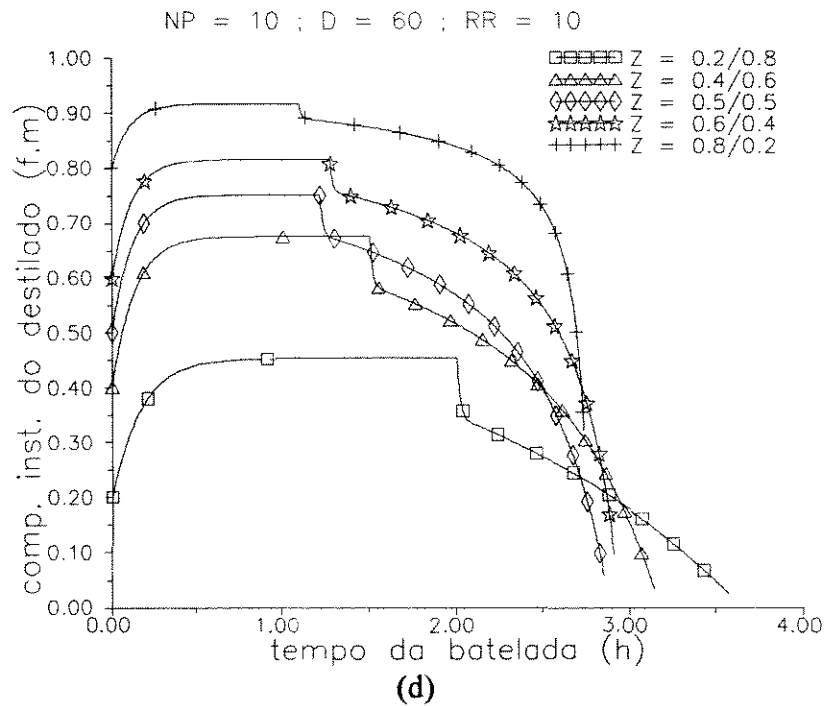 NP = 10 ; D = 60 ; RR = 10
Z = 0.2/0.8
Z = 0.4/0.6
Z = 0.5/0.5
Z = 0.6/0.4
Z = 0.8/0.2
comp. inst. do destilado (f.m)
1.00
0.90
0.80
0.70
0.60
0.50
0.40
0.30
0.20
0.10
0.00
0.00 1.00 2.00 3.00 4.00
tempo da batelada (h)
(d)